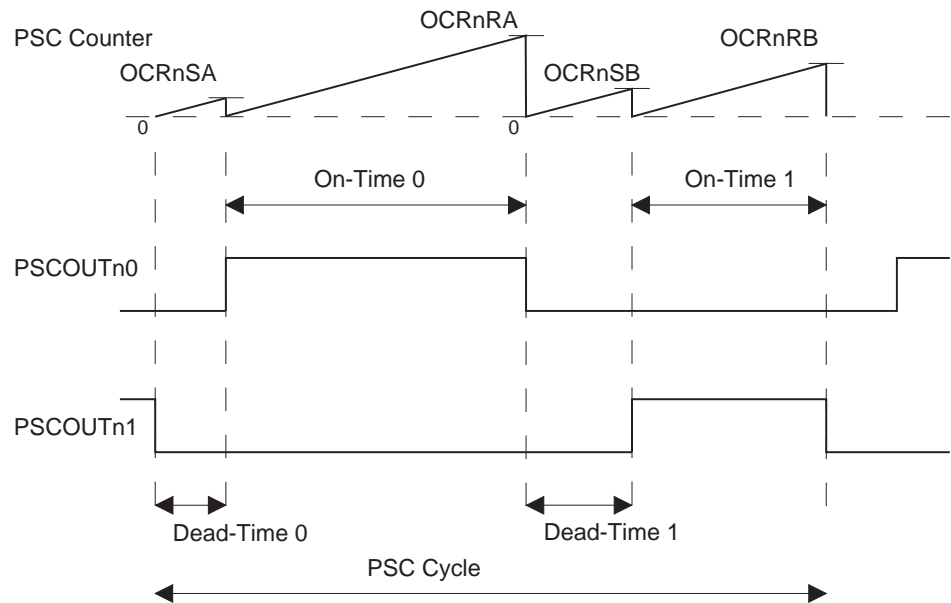 OCRnRA
PSC Counter
OCRnSA
OCRnSB
OCRnRB
0
0
On-Time 0
On-Time 1
PSCOUTn0
PSCOUTn1
Dead-Time 0
Dead-Time 1
PSC Cycle